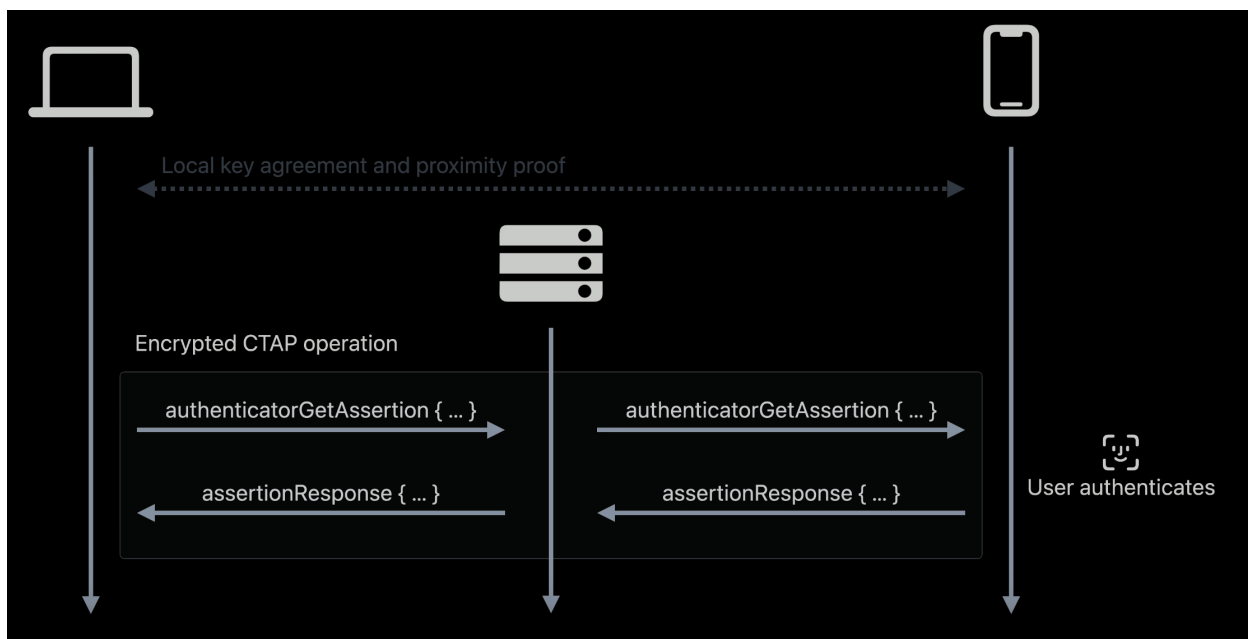 Local key agreement and proximity proof
Encrypted CTAP operation
authenticatorGetAssertion { ... }
authenticatorGetAssertion { ... }
assertionResponse { ... }
assertionResponse { ... }
User authenticates